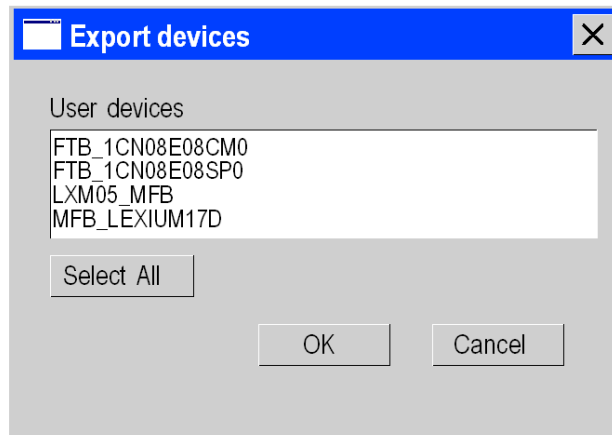 Export devices
User devices
FTB_1CN08E08CM0
FTB_1CN08E08SP0
LXM05_MFB
MFB_LEXIUM17D
Select All
OK Cancel